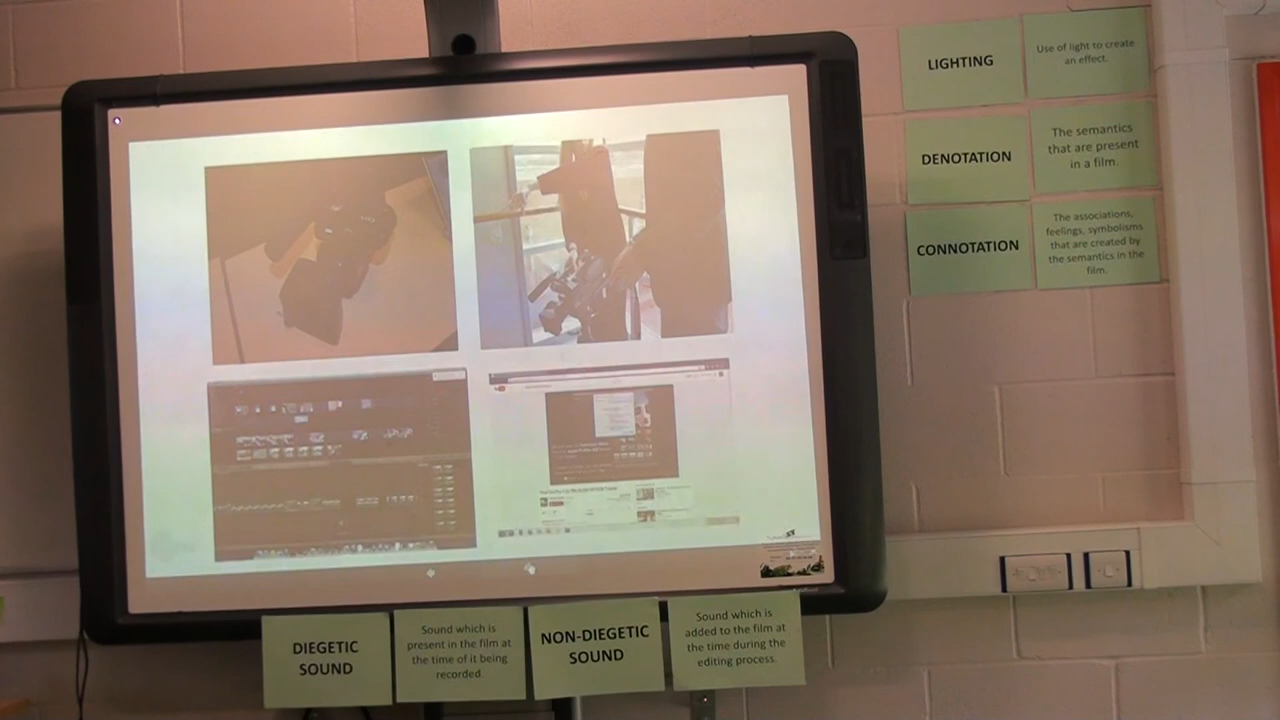 LIGHTING
Use of light to create
an effect.
DENOTATION
The semantics
that are present
in a film.
CONNOTATION
The associations,
feelings, symbolisms
that are created by
the semantics in the
film.
DIEGETIC
SOUND
Sound which is
present in the film at
the time of it being
recorded.
NON-DIEGETIC
SOUND
Sound which is
added to the film at
the time during the
editing process.